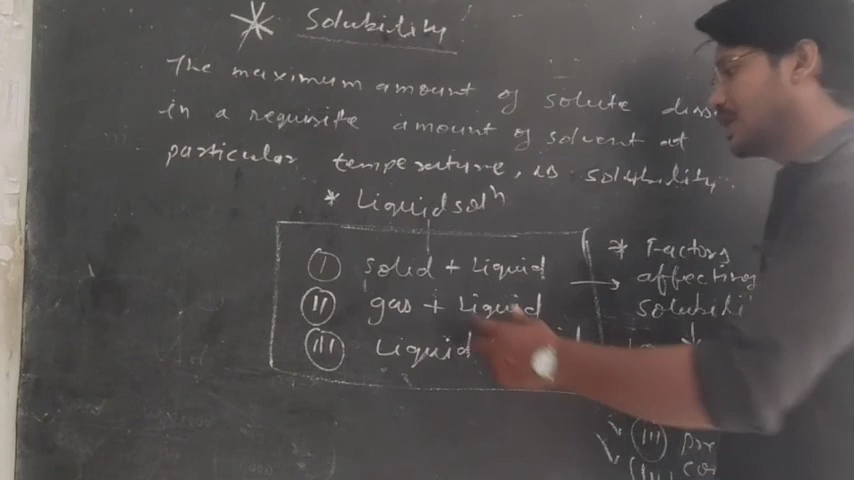 * Solubility
The maximum amount of solute
in a requisite amount of solvent at
particular temperature, is solubility.
* Liquid solⁿ
(I) solid + Liquid
(II) gas + Liquid
(III) Liquid
→
* Factors
affecting
solubili
(III)